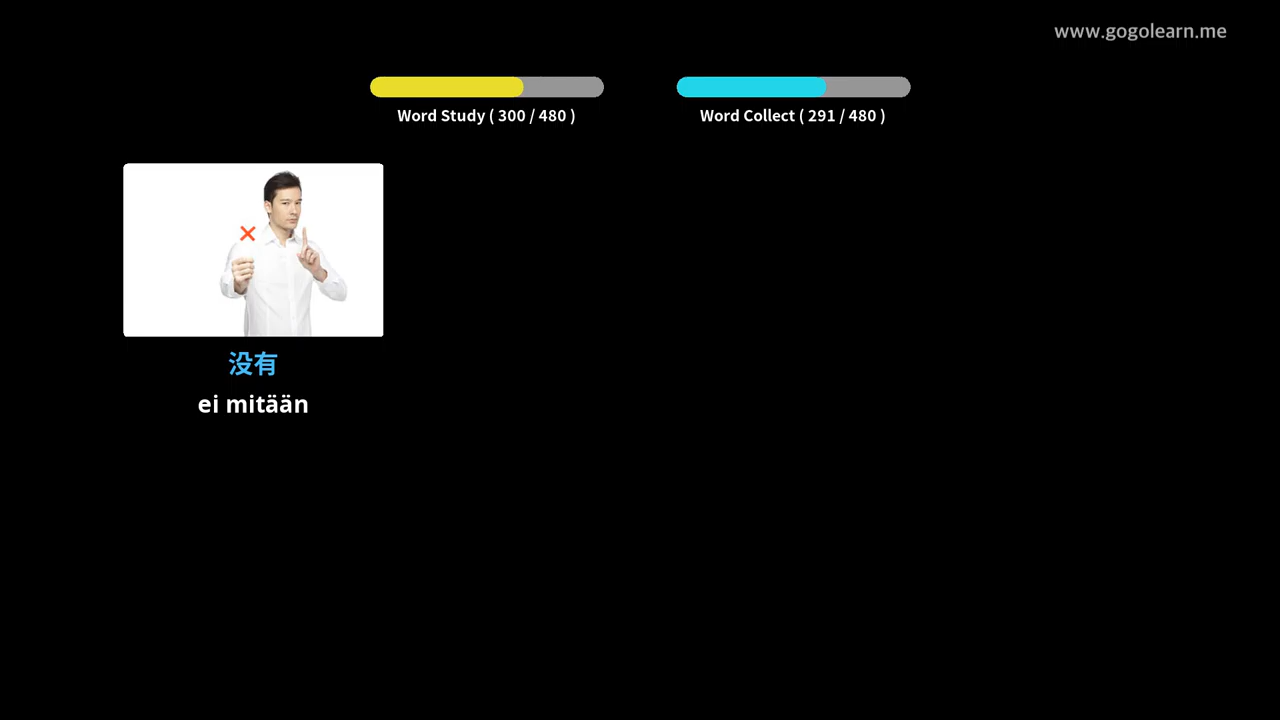 www.gogolearn.me
Word Study ( 300 / 480 )
Word Collect ( 291 / 480 )
没有
ei mitään